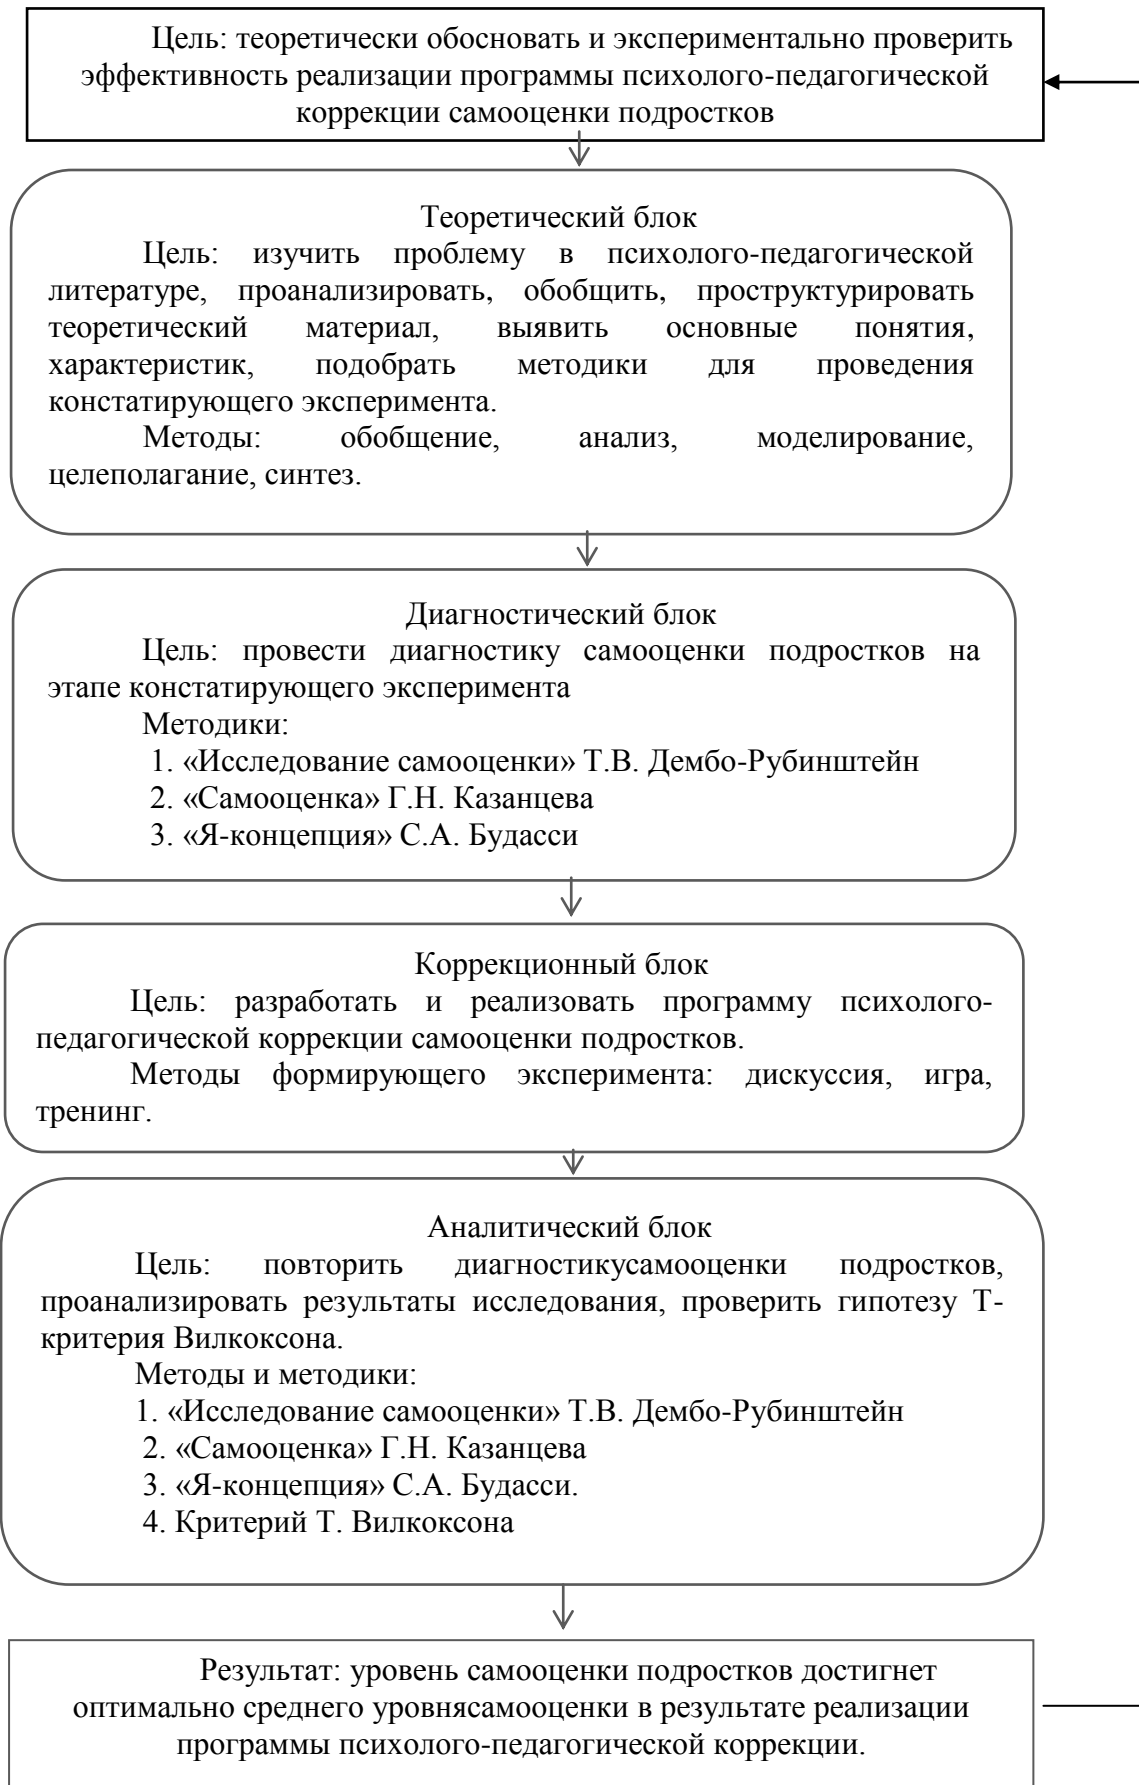 Цель: теоретически обосновать и экспериментально проверить
эффективность реализации программы психолого-педагогической
коррекции самооценки подростков
Теоретический блок
Цель: изучить проблему в психолого-педагогической
литературе, проанализировать, обобщить, проструктурировать
теоретический материал, выявить основные понятия,
характеристик, подобрать методики для проведения
констатирующего эксперимента.
Методы: обобщение, анализ, моделирование,
целеполагание, синтез.
Диагностический блок
Цель: провести диагностику самооценки подростков на
этапе констатирующего эксперимента
Методики:
1. «Исследование самооценки» Т.В. Дембо-Рубинштейн
2. «Самооценка» Г.Н. Казанцева
3. «Я-концепция» С.А. Будасси
Коррекционный блок
Цель: разработать и реализовать программу психолого-
педагогической коррекции самооценки подростков.
Методы формирующего эксперимента: дискуссия, игра,
тренинг.
Аналитический блок
Цель: повторить диагностикусамооценки подростков,
проанализировать результаты исследования, проверить гипотезу Т-
критерия Вилкоксона.
Методы и методики:
1. «Исследование самооценки» Т.В. Дембо-Рубинштейн
2. «Самооценка» Г.Н. Казанцева
3. «Я-концепция» С.А. Будасси.
4. Критерий Т. Вилкоксона
Результат: уровень самооценки подростков достигнет
оптимально среднего уровнясамооценки в результате реализации
программы психолого-педагогической коррекции.